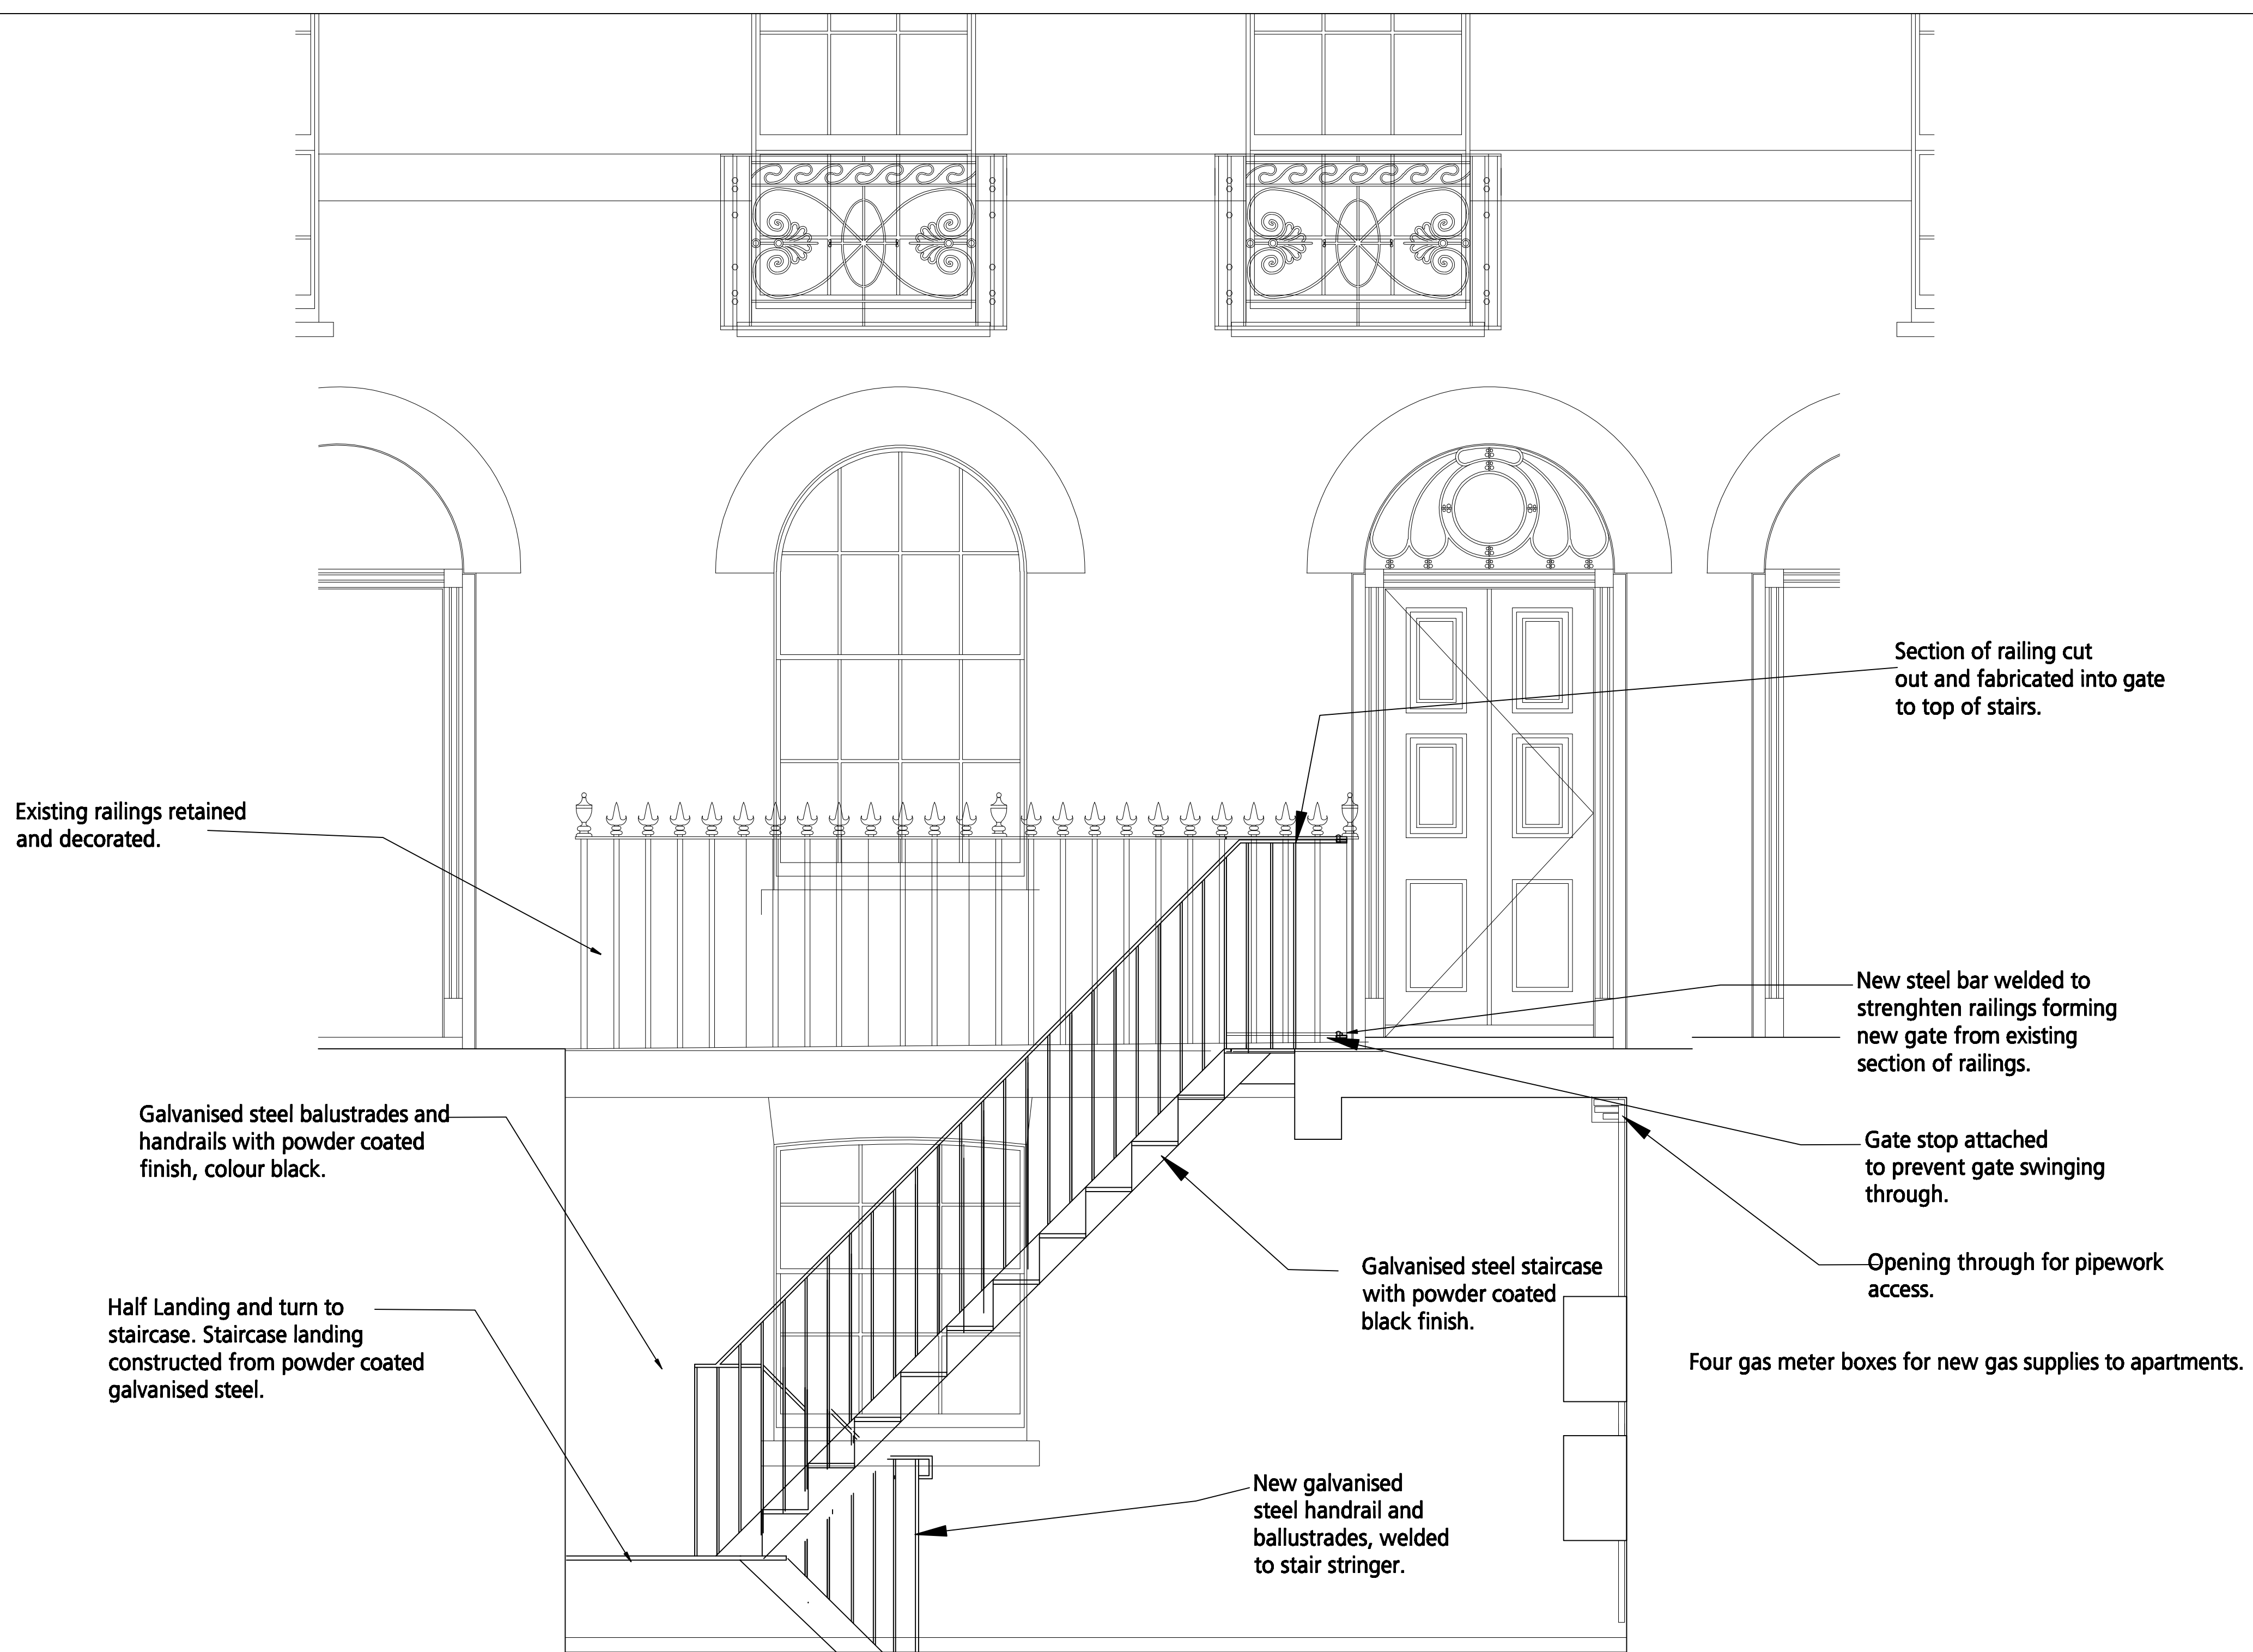 Section of railing cut
out and fabricated into gate
to top of stairs.
Existing railings retained
and decorated.
New steel bar welded to
strenghten railings forming
new gate from existing
section of railings.
Galvanised steel balustrades and
handrails with powder coated
finish, colour black.
Gate stop attached
to prevent gate swinging
through.
Opening through for pipework
access.
Galvanised steel staircase
with powder coated
black finish.
Half Landing and turn to
staircase. Staircase landing
constructed from powder coated
galvanised steel.
Four gas meter boxes for new gas supplies to apartments.
New galvanised
steel handrail and
ballustrades, welded
to stair stringer.